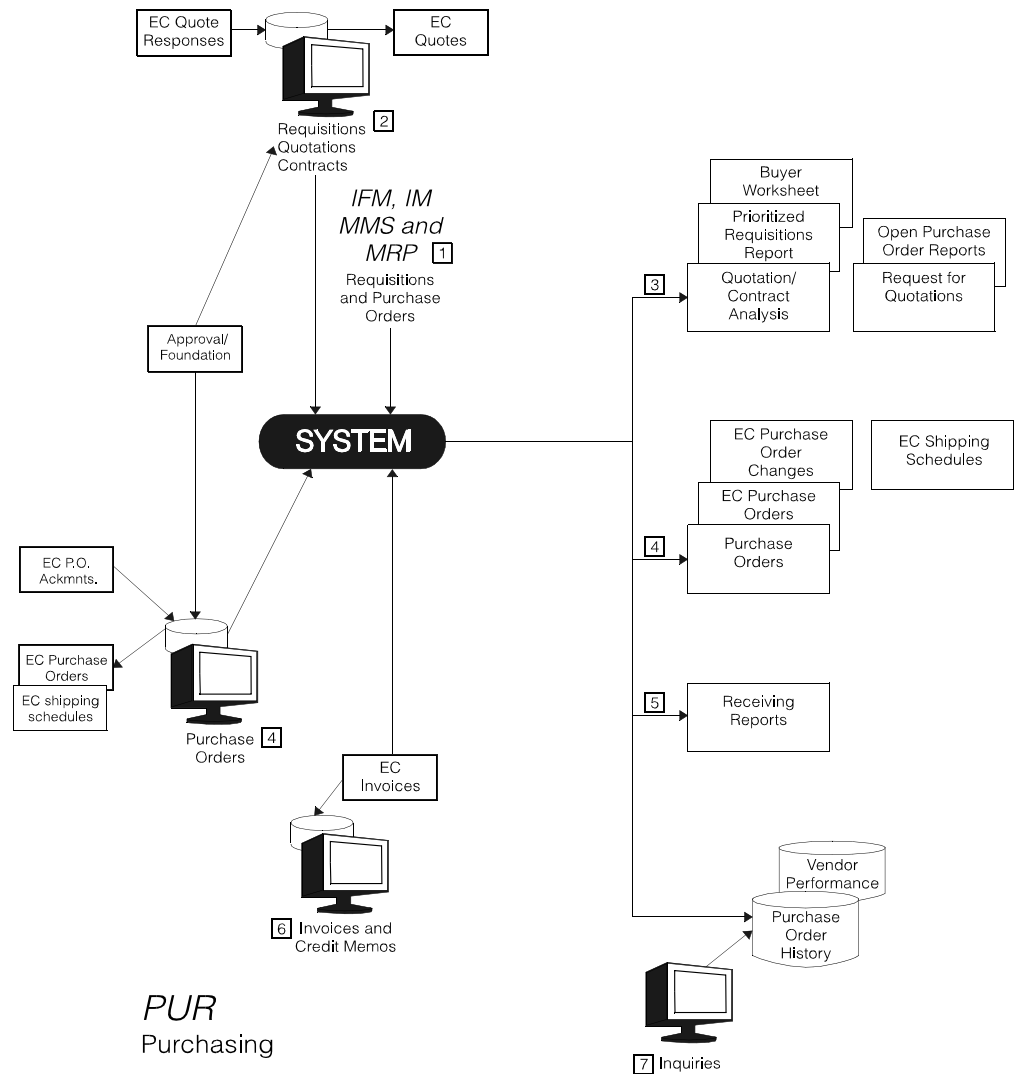 EC Quote
Responses
EC
Quotes
2
Requisitions
Quotations
Contracts
IFM, IM
MMS and
MRP 1
Requisitions
and Purchase
Orders
Approval/
Foundation
SYSTEM
EC P.O.
Ackmnts.
EC Purchase
Orders
EC shipping
schedules
Purchase 4
Orders
EC
Invoices
6 Invoices and
Credit Memos
Buyer
Worksheet
Prioritized
Requisitions
Report
3
Quotation/
Contract
Analysis
Open Purchase
Order Reports
Request for
Quotations
EC Purchase
Order
Changes
EC Shipping
Schedules
EC Purchase
Orders
4
Purchase
Orders
5
Receiving
Reports
Vendor
Performance
Purchase
Order
History
7 Inquiries
PUR
Purchasing